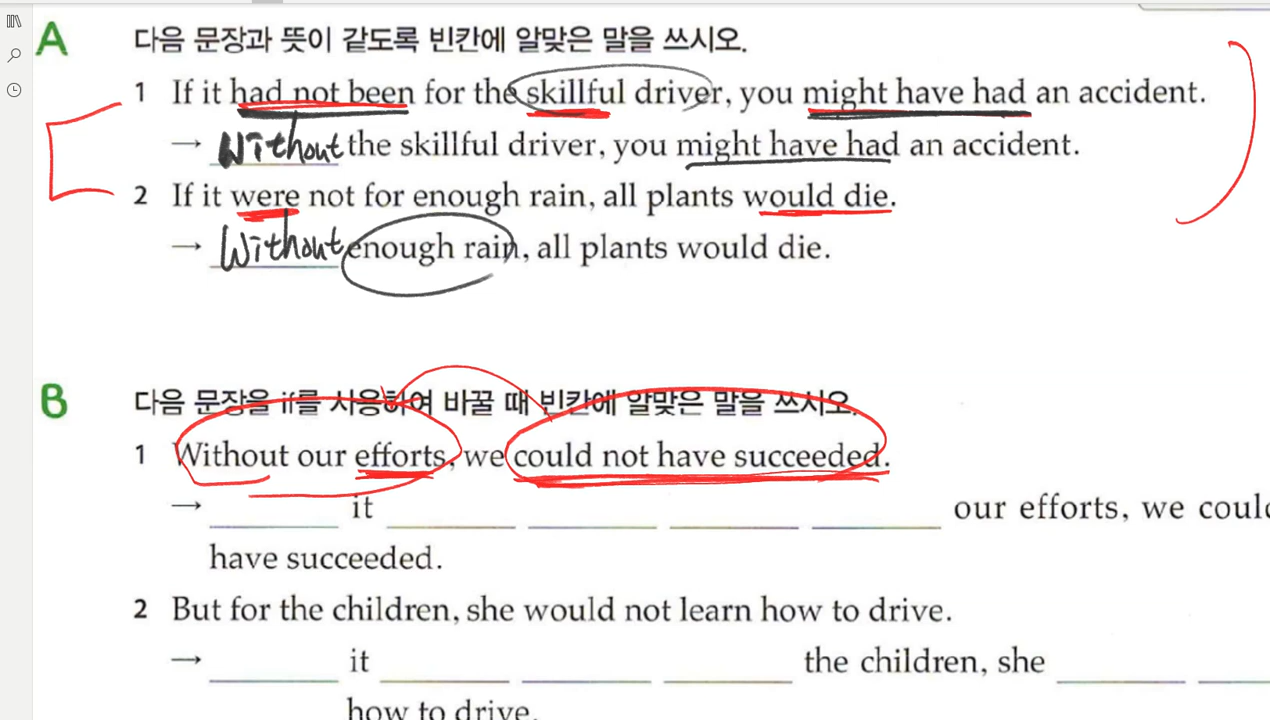 A 다음 문장과 뜻이 같도록 빈칸에 알맞은 말을 쓰시오.
1 If it had not been for the skillful driver, you might have had an accident.
→ Without the skillful driver, you might have had an accident.
2 If it were not for enough rain, all plants would die.
→ Without enough rain, all plants would die.
B 다음 문장을 if를 사용하여 바꿀 때 빈칸에 알맞은 말을 쓰시오.
1 Without our efforts, we could not have succeeded.
→ it our efforts, we could
have succeeded.
2 But for the children, she would not learn how to drive.
→ it the children, she
how to drive.